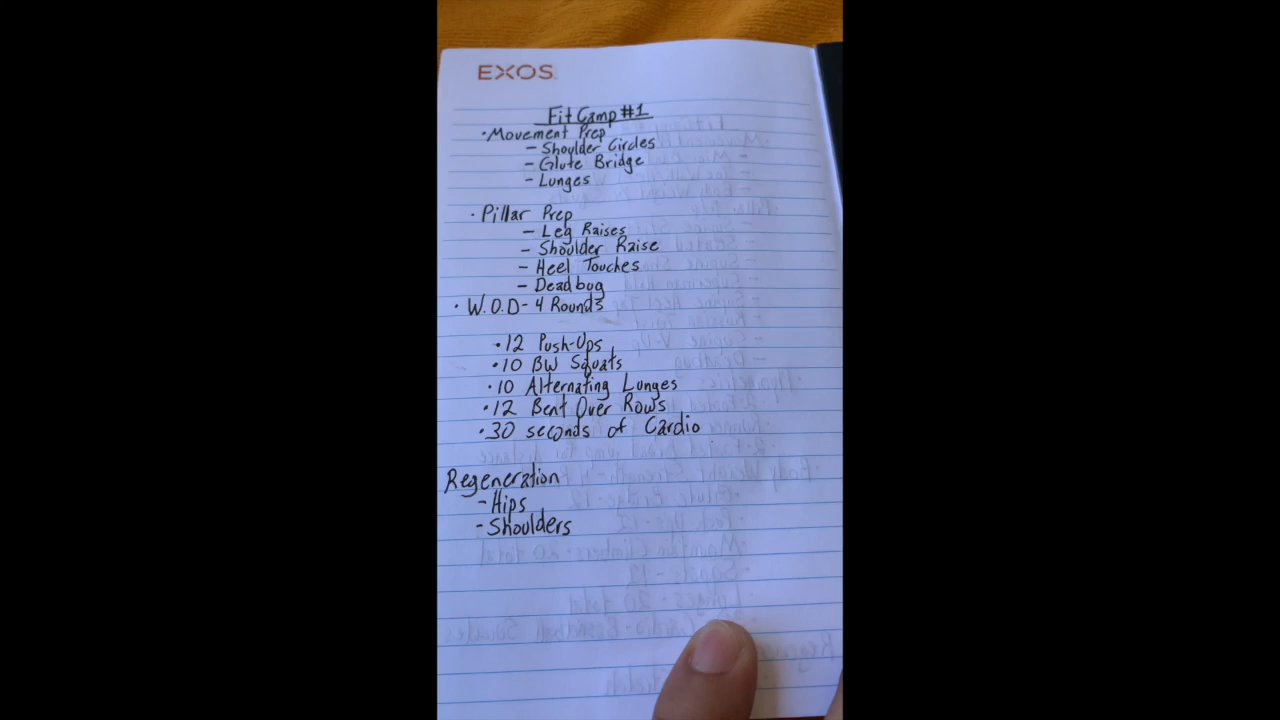 EXOS
Fit Camp #1
• Movement Prep
- Shoulder Circles
- Glute Bridge
- Lunges
• Pillar Prep
- Leg Raises
- Shoulder Raise
- Heel Touches
- Deadbug
• W.O.D - 4 Rounds
• 12 Push-Ups
• 10 BW Squats
• 10 Alternating Lunges
• 12 Bent Over Rows
• 30 seconds of Cardio
Regeneration
- Hips
- Shoulders